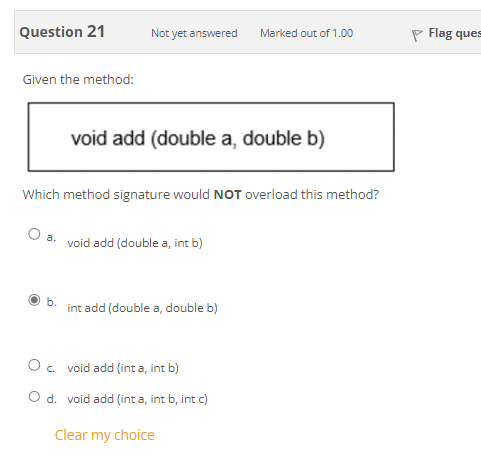 Question 21 Not yet answered Marked out of 1.00 Flag ques
Given the method:
void add (double a, double b)
Which method signature would NOT overload this method?
a. void add (double a, int b)
b. int add (double a, double b)
c. void add (int a, int b)
d. void add (int a, int b, int c)
Clear my choice